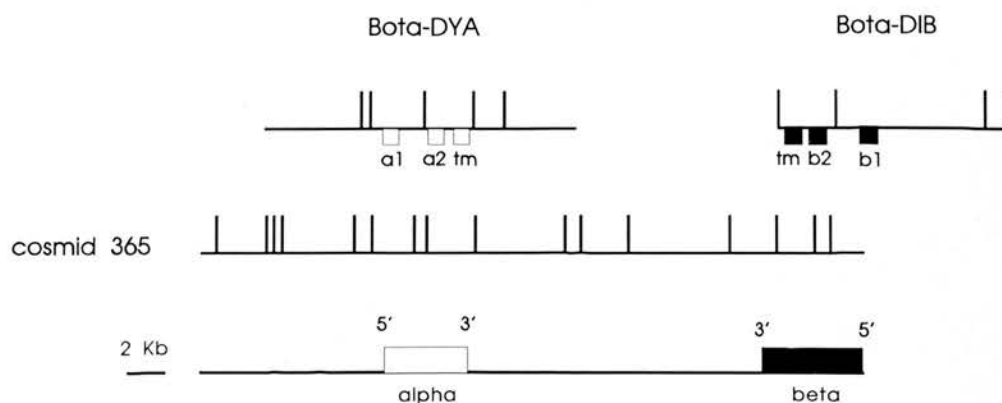 Bota-DYA Bota-DIB
a1 a2 tm tm b2 b1
cosmid 365
5' 3' 3' 5'
2 Kb
alpha beta